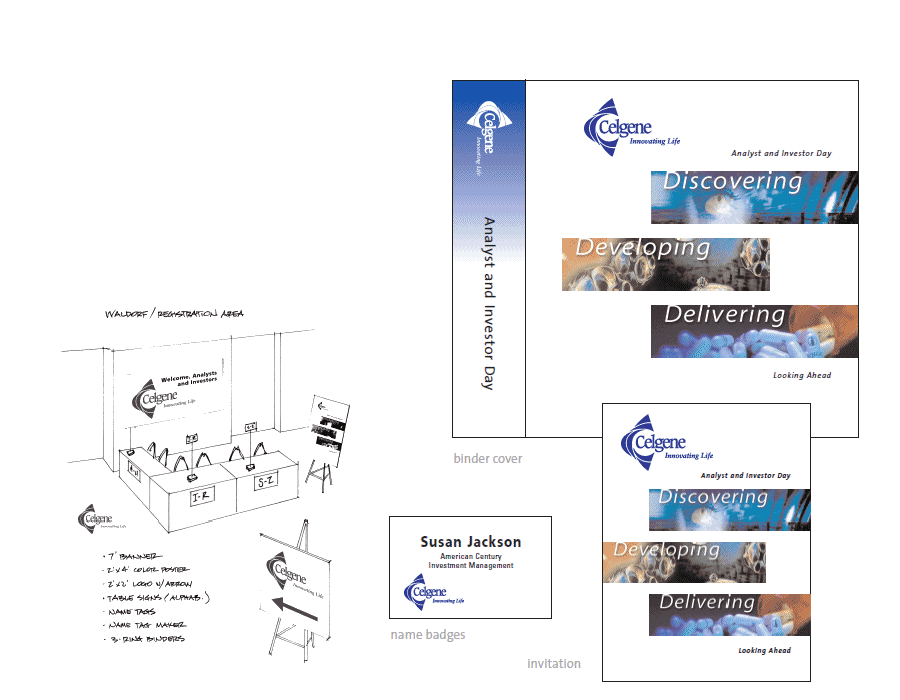 WALDORF / REGISTRATION AREA
Welcome, Analysts
and Investors
Celgene
Innovating Life
I-R
S-Z
Celgene
Innovating Life
• 7' BANNER
• 2'x4' COLOR POSTER
• 2'x2' LOGO W/ARROW
• TABLE SIGNS (ALPHAB.)
• NAME TAGS
• NAME TAG MAKER
• 3-RING BINDERS
Celgene
Innovating Life
Celgene
Innovating Life
Analyst and Investor Day
Celgene
Innovating Life
Analyst and Investor Day
Discovering
Developing
Delivering
Looking Ahead
binder cover
Susan Jackson
American Century
Investment Management
Celgene
Innovating Life
name badges
Celgene
Innovating Life
Analyst and Investor Day
Discovering
Developing
Delivering
Looking Ahead
invitation